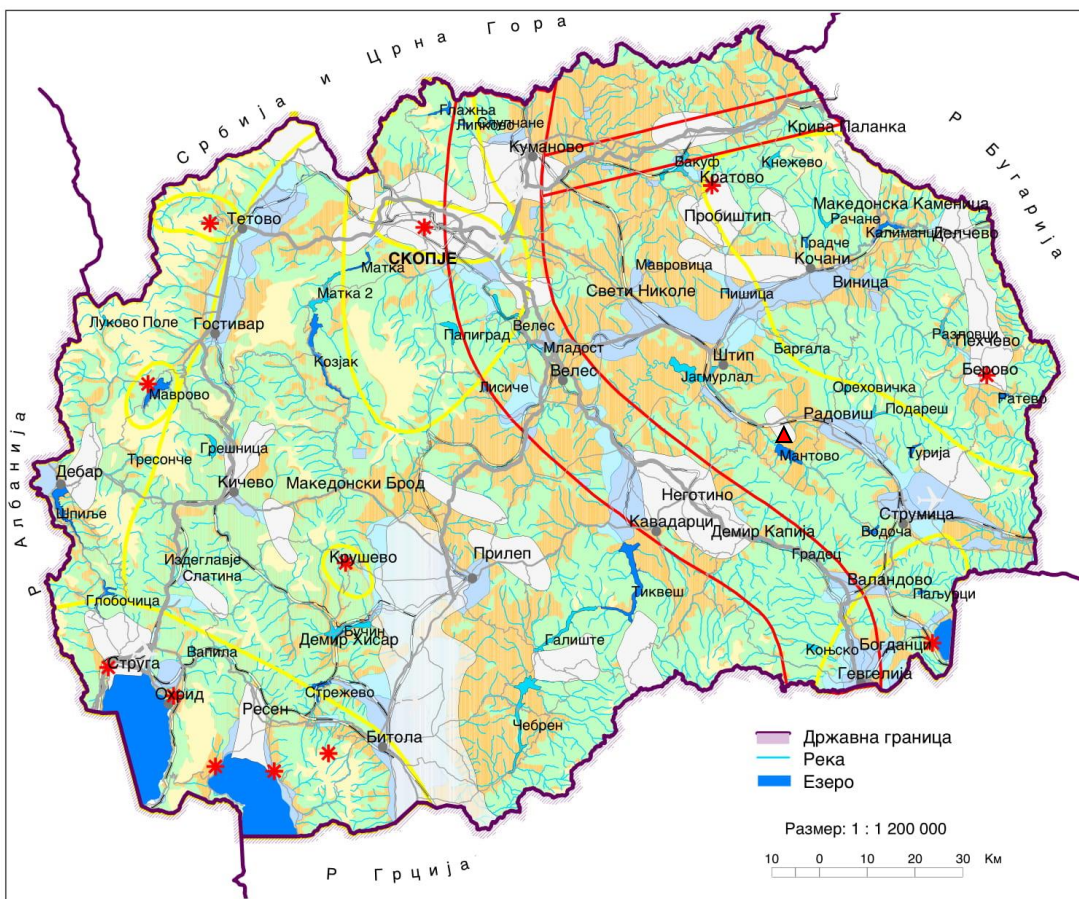 Србија и Црна Гора
Р Бугарија
Глажња
Слупчане
Липково
Куманово
Крива Паланка
Вакуф
Кнежево
Кратово
Тетово
Пробиштип
Македонска Каменица
Рачане
Калиманци
Делчево
СКОПЈЕ
Матка
Градче
Кочани
Мавровица
Матка 2
Свети Николе
Пишица
Виница
Луково Поле
Гостивар
Велес
Папиград
Младост
Разловци
Пехчево
Козјак
Штип
Баргала
Берово
Велес
Јагмурлал
Лисиче
Маврово
Ореховичка
Ратево
Радовиш
Подареш
Грешница
Тресонче
Мантово
Турија
Р Албанија
Дебар
Кичево
Македонски Брод
Неготино
Шпиље
Кавадарци
Демир Капија
Струмица
Водоча
Прилеп
Градец
Издеглавје
Крушево
Слатина
Валандово
Паљурци
Глобочица
Тиквеш
Бучин
Демир Хисар
Галиште
Вапила
Коњско
Богданци
Струга
Гевгелија
Охрид
Ресен
Стрежево
Чебрен
Битола
Државна граница
Река
Езеро
Размер: 1 : 1 200 000
10 0 10 20 30 Км
Р Грција